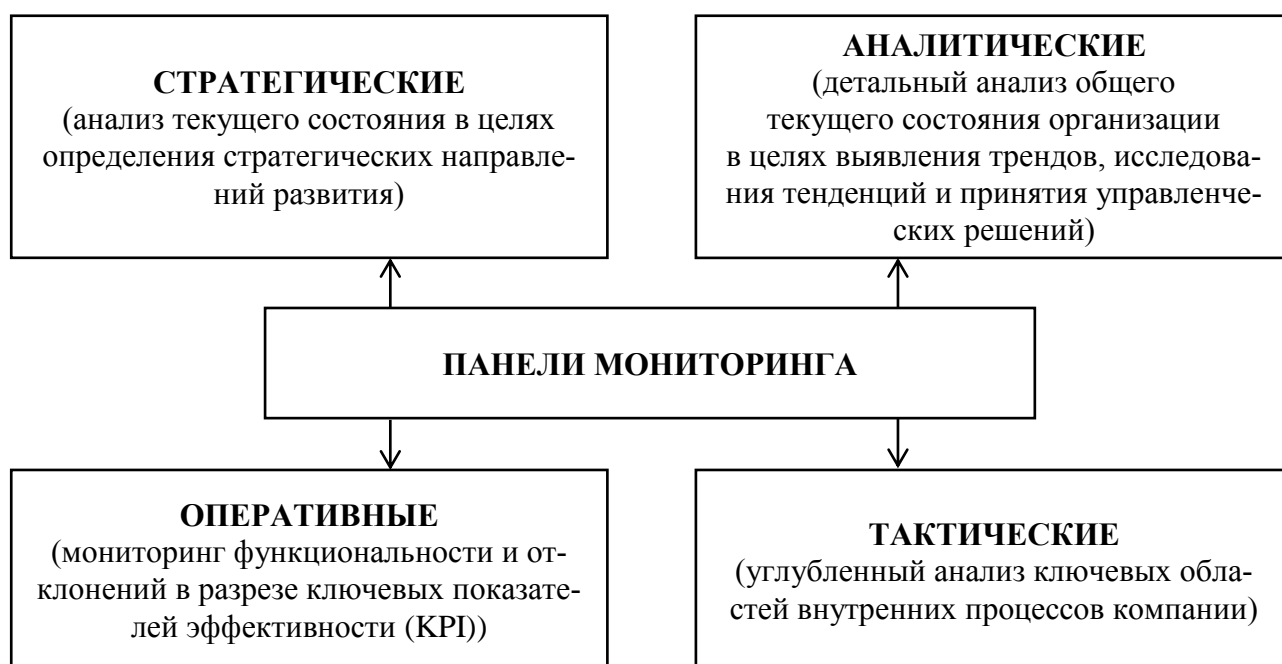 СТРАТЕГИЧЕСКИЕ
(анализ текущего состояния в целях
определения стратегических направле-
ний развития)
АНАЛИТИЧЕСКИЕ
(детальный анализ общего
текущего состояния организации
в целях выявления трендов, исследова-
ния тенденций и принятия управленче-
ских решений)
ПАНЕЛИ МОНИТОРИНГА
ОПЕРАТИВНЫЕ
(мониторинг функциональности и от-
клонений в разрезе ключевых показате-
лей эффективности (KPI))
ТАКТИЧЕСКИЕ
(углубленный анализ ключевых обла-
стей внутренних процессов компании)